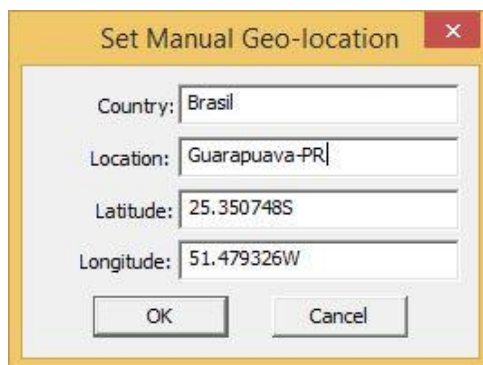 Set Manual Geo-location
Country: Brasil
Location: Guarapuava-PR
Latitude: 25.350748S
Longitude: 51.479326W
OK Cancel